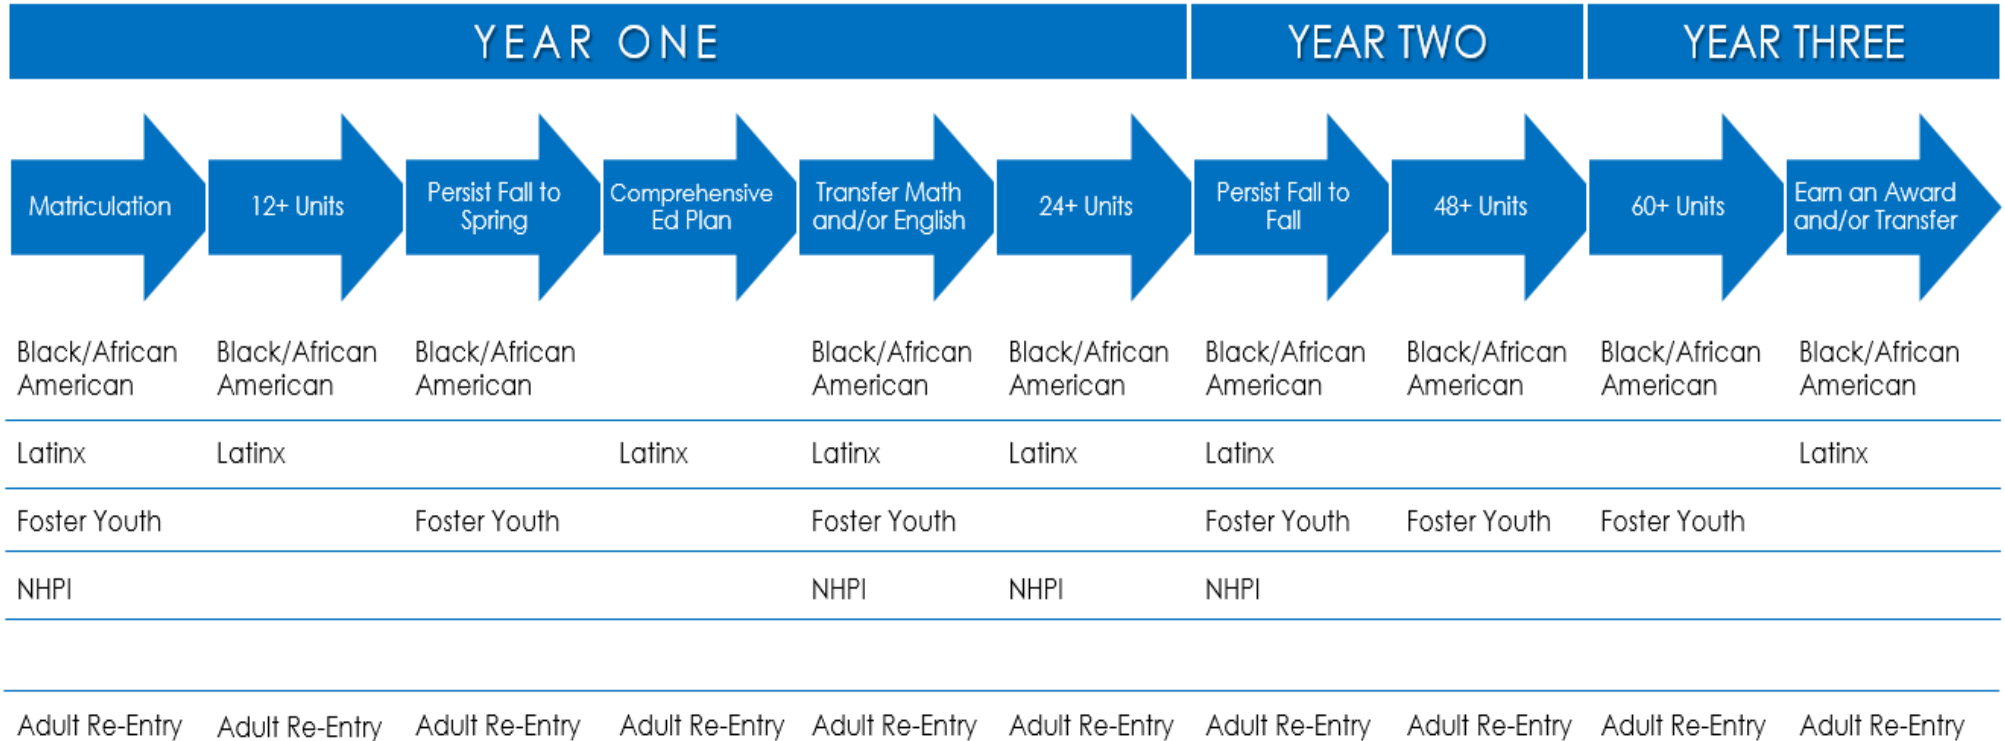 YEAR ONE YEAR TWO YEAR THREE
Matriculation
12+ Units
Persist Fall to
Spring
Comprehensive
Ed Plan
Transfer Math
and/or English
24+ Units
Persist Fall to
Fall
48+ Units
60+ Units
Earn an Award
and/or Transfer
Black/African
American
Black/African
American
Black/African
American
Black/African
American
Black/African
American
Black/African
American
Black/African
American
Black/African
American
Black/African
American
Latinx Latinx Latinx Latinx Latinx Latinx Latinx
Foster Youth Foster Youth Foster Youth Foster Youth Foster Youth Foster Youth
NHPI NHPI NHPI NHPI
Adult Re-Entry Adult Re-Entry Adult Re-Entry Adult Re-Entry Adult Re-Entry Adult Re-Entry Adult Re-Entry Adult Re-Entry Adult Re-Entry Adult Re-Entry